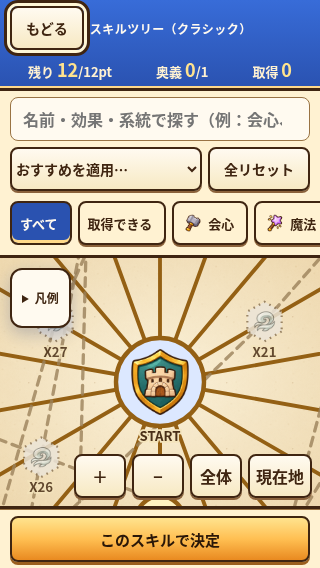 もどる
スキルツリー（クラシック）
残り 12/12pt 奥義 0/1 取得 0
名前・効果・系統で探す（例：会心.
おすすめを適用… 全リセット
すべて 取得できる 会心 魔法
▶ 凡例
X27 X21
START
X26
＋ － 全体 現在地
このスキルで決定